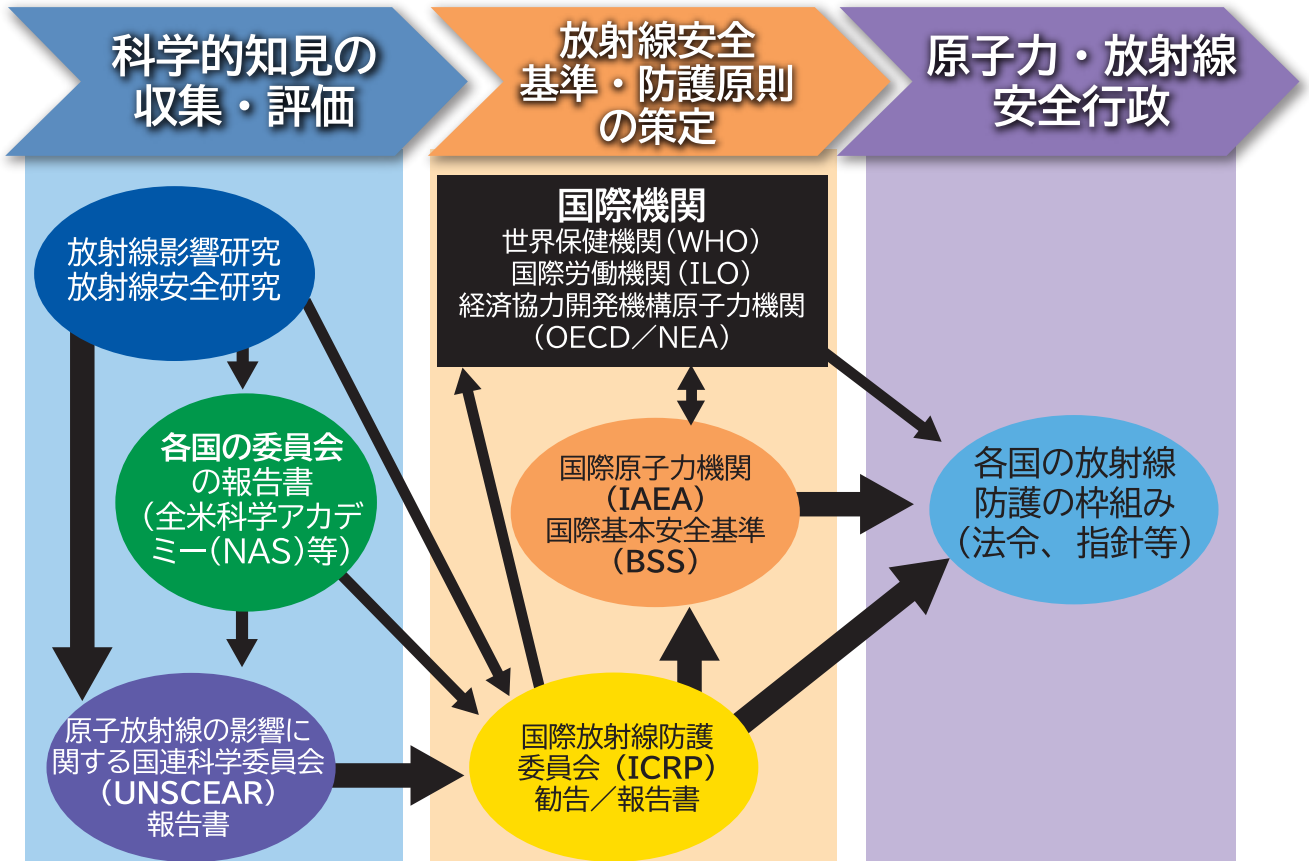 科学的知見の
収集・評価
放射線安全
基準・防護原則
の策定
原子力・放射線
安全行政
放射線影響研究
放射線安全研究
各国の委員会
の報告書
（全米科学アカデ
ミー（NAS）等）
原子放射線の影響に
関する国連科学委員会
（UNSCEAR）
報告書
国際機関
世界保健機関（WHO）
国際労働機関（ILO）
経済協力開発機構原子力機関
（OECD／NEA）
国際原子力機関
（IAEA）
国際基本安全基準
（BSS）
国際放射線防護
委員会（ICRP）
勧告／報告書
各国の放射線
防護の枠組み
（法令、指針等）